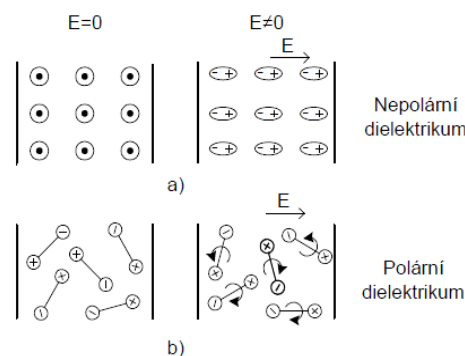 E=0 E≠0
E
- + - + - +
Nepolární
dielektrikum
- + - + - +
- + - + - +
a)
E
Polární
dielektrikum
b)